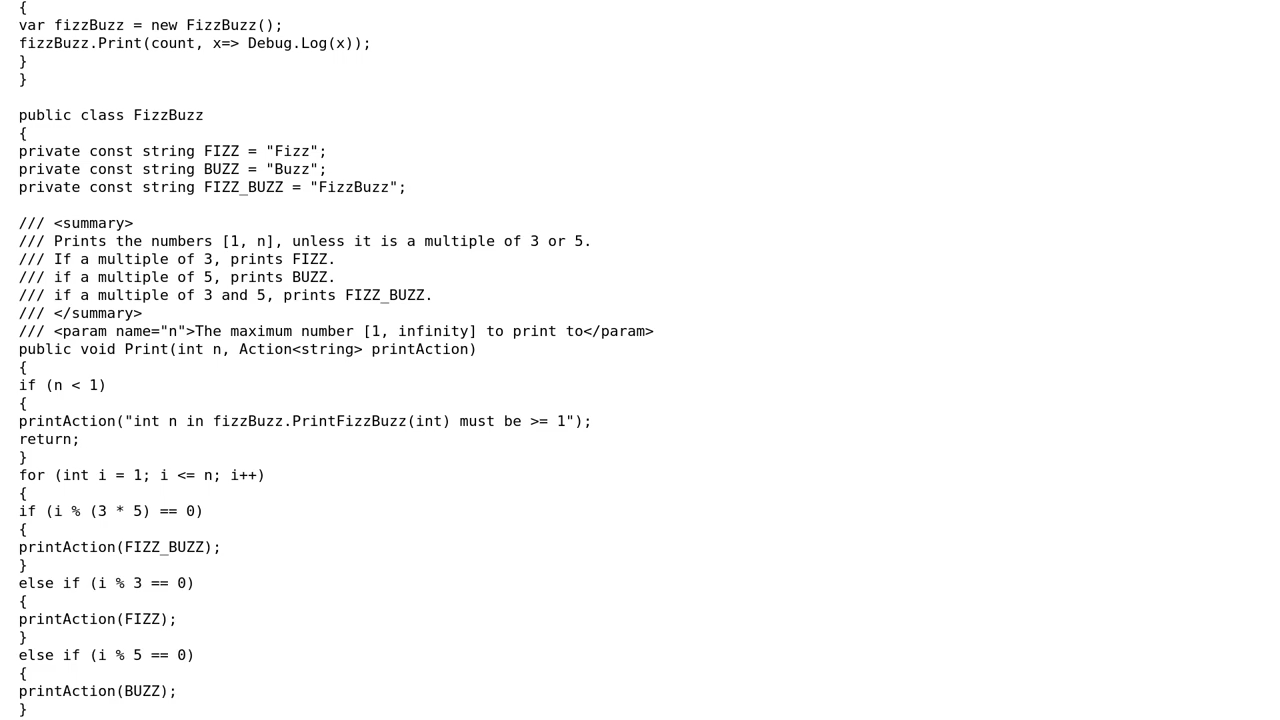 {
var fizzBuzz = new FizzBuzz();
fizzBuzz.Print(count, x=> Debug.Log(x));
}
}

public class FizzBuzz
{
private const string FIZZ = "Fizz";
private const string BUZZ = "Buzz";
private const string FIZZ_BUZZ = "FizzBuzz";

/// <summary>
/// Prints the numbers [1, n], unless it is a multiple of 3 or 5.
/// If a multiple of 3, prints FIZZ.
/// if a multiple of 5, prints BUZZ.
/// if a multiple of 3 and 5, prints FIZZ_BUZZ.
/// </summary>
/// <param name="n">The maximum number [1, infinity] to print to</param>
public void Print(int n, Action<string> printAction)
{
if (n < 1)
{
printAction("int n in fizzBuzz.PrintFizzBuzz(int) must be >= 1");
return;
}
for (int i = 1; i <= n; i++)
{
if (i % (3 * 5) == 0)
{
printAction(FIZZ_BUZZ);
}
else if (i % 3 == 0)
{
printAction(FIZZ);
}
else if (i % 5 == 0)
{
printAction(BUZZ);
}